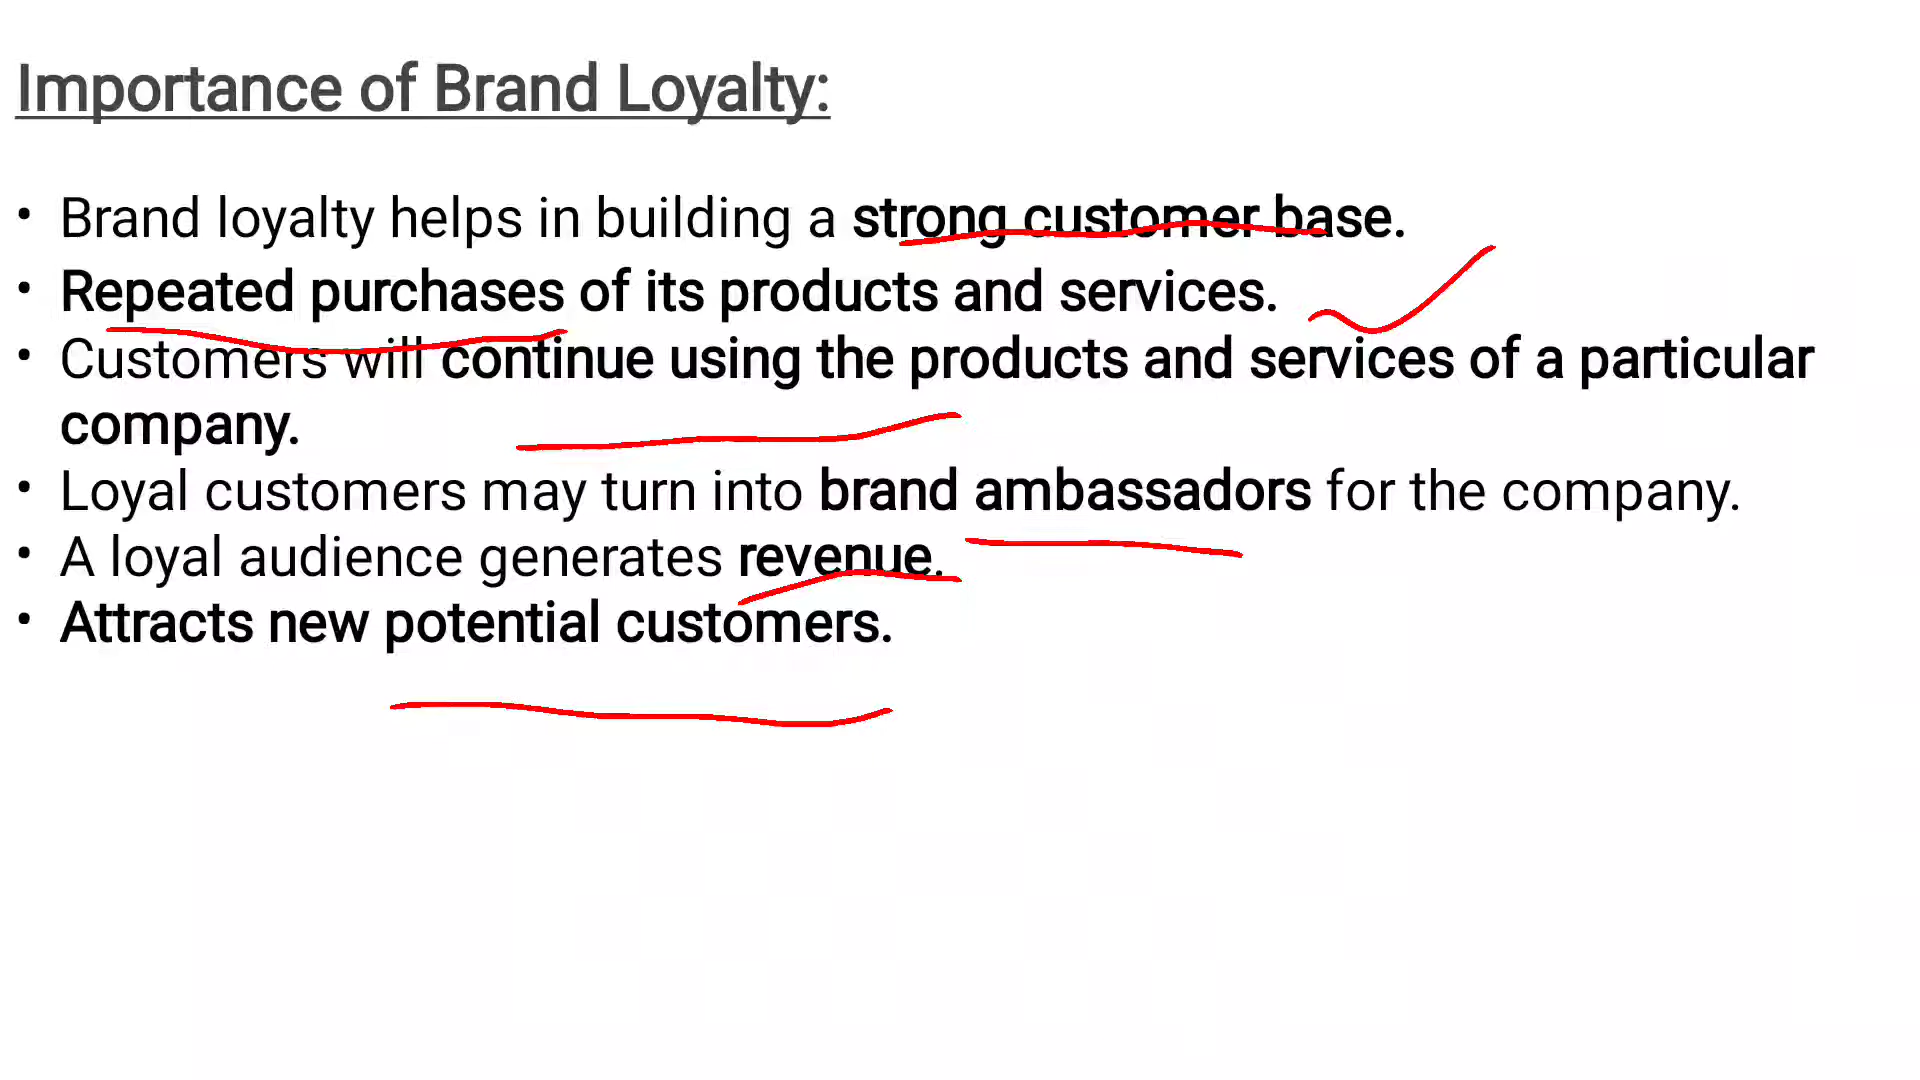 Importance of Brand Loyalty:
• Brand loyalty helps in building a strong customer base.
• Repeated purchases of its products and services.
• Customers will continue using the products and services of a particular
company.
• Loyal customers may turn into brand ambassadors for the company.
• A loyal audience generates revenue.
• Attracts new potential customers.